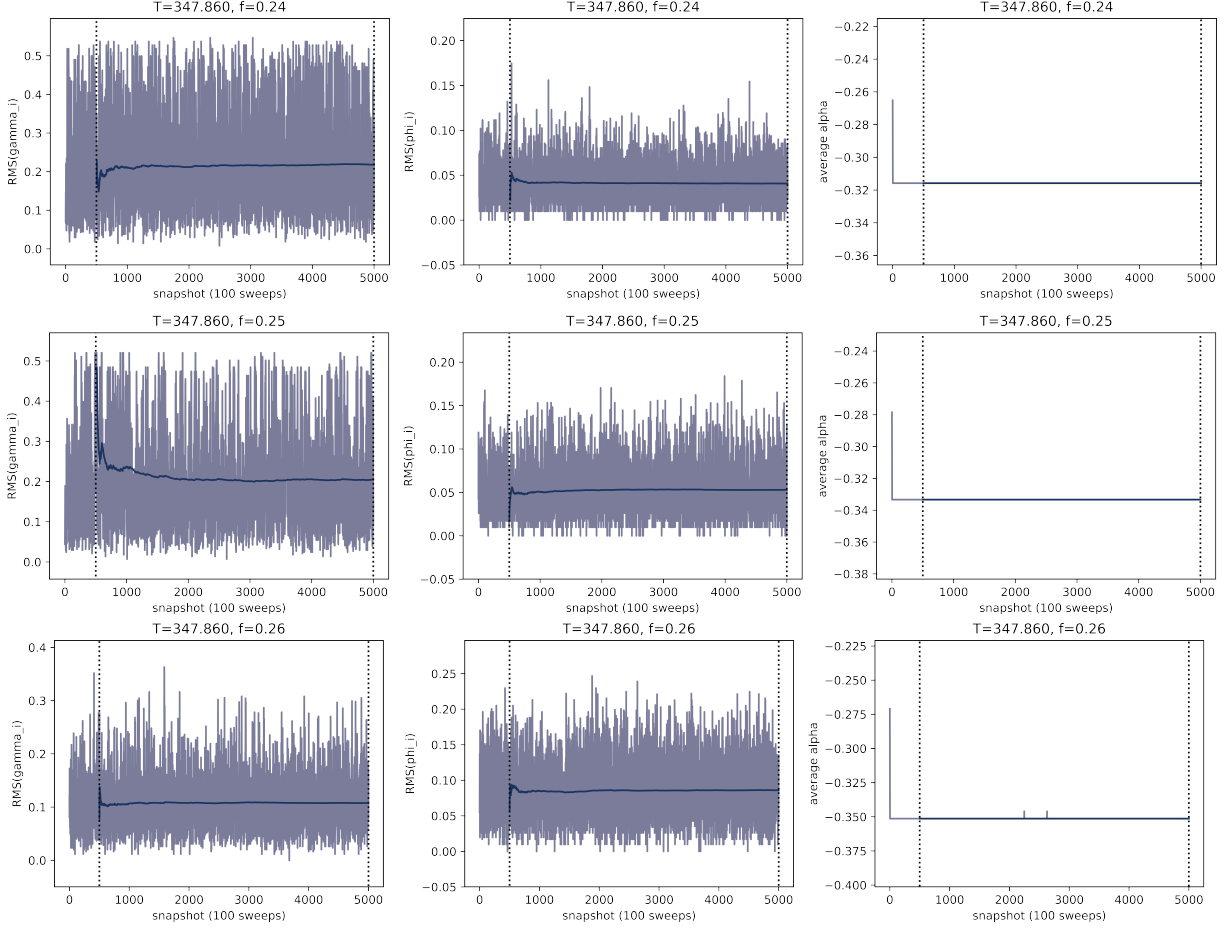 T=347.860, f=0.24
RMS(gamma_i)
0.5
0.4
0.3
0.2
0.1
0.0
0 1000 2000 3000 4000 5000
snapshot (100 sweeps)
T=347.860, f=0.24
RMS(phi_i)
0.20
0.15
0.10
0.05
0.00
−0.05
0 1000 2000 3000 4000 5000
snapshot (100 sweeps)
T=347.860, f=0.24
average alpha
−0.22
−0.24
−0.26
−0.28
−0.30
−0.32
−0.34
−0.36
0 1000 2000 3000 4000 5000
snapshot (100 sweeps)
T=347.860, f=0.25
RMS(gamma_i)
0.5
0.4
0.3
0.2
0.1
0.0
0 1000 2000 3000 4000 5000
snapshot (100 sweeps)
T=347.860, f=0.25
RMS(phi_i)
0.20
0.15
0.10
0.05
0.00
−0.05
0 1000 2000 3000 4000 5000
snapshot (100 sweeps)
T=347.860, f=0.25
average alpha
−0.24
−0.26
−0.28
−0.30
−0.32
−0.34
−0.36
−0.38
0 1000 2000 3000 4000 5000
snapshot (100 sweeps)
T=347.860, f=0.26
RMS(gamma_i)
0.4
0.3
0.2
0.1
0.0
0 1000 2000 3000 4000 5000
snapshot (100 sweeps)
T=347.860, f=0.26
RMS(phi_i)
0.25
0.20
0.15
0.10
0.05
0.00
−0.05
0 1000 2000 3000 4000 5000
snapshot (100 sweeps)
T=347.860, f=0.26
average alpha
−0.225
−0.250
−0.275
−0.300
−0.325
−0.350
−0.375
−0.400
0 1000 2000 3000 4000 5000
snapshot (100 sweeps)